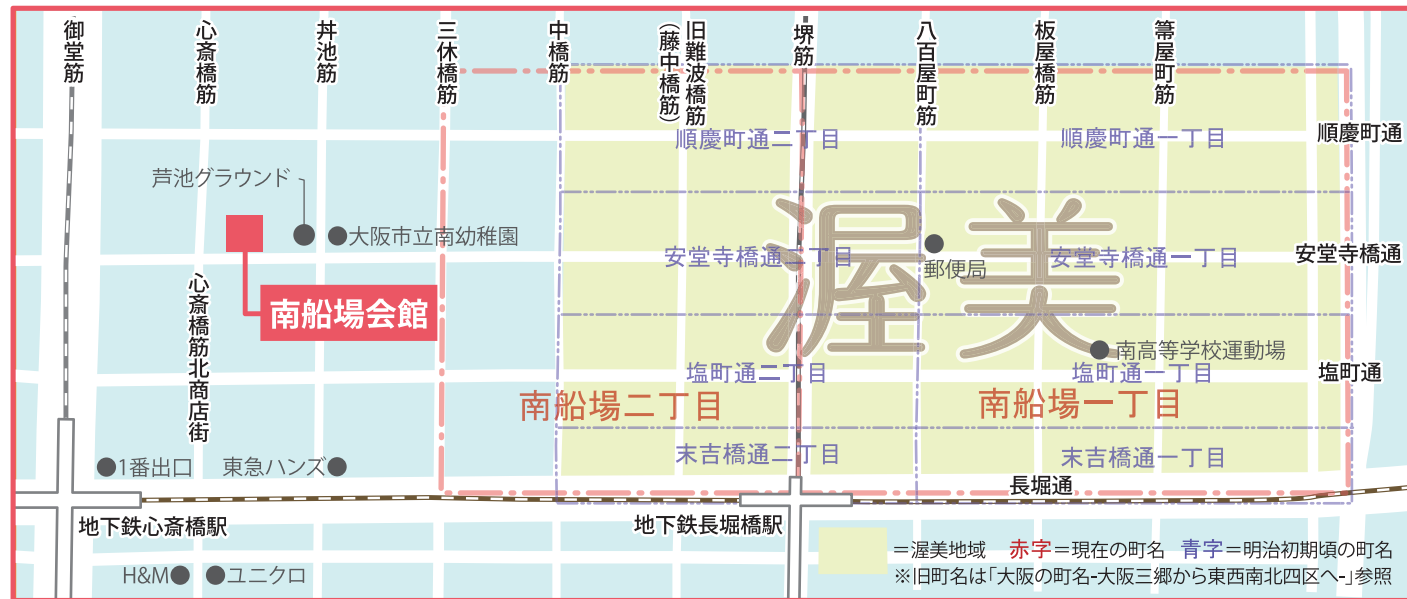 御堂筋
心斎橋筋
丼池筋
三休橋筋
中橋筋
旧難波橋筋
(藤中橋筋)
堺筋
八百屋町筋
板屋橋筋
箒屋町筋
順慶町通二丁目
順慶町通一丁目
順慶町通
芦池グラウンド
大阪市立南幼稚園
渥美
安堂寺橋通二丁目
郵便局
安堂寺橋通一丁目
安堂寺橋通
南船場会館
心斎橋筋北商店街
南高等学校運動場
塩町通二丁目
塩町通一丁目
塩町通
南船場二丁目
南船場一丁目
末吉橋通二丁目
末吉橋通一丁目
1番出口
東急ハンズ
長堀通
地下鉄心斎橋駅
地下鉄長堀橋駅
=渥美地域 赤字=現在の町名 青字=明治初期頃の町名
※旧町名は「大阪の町名-大阪三郷から東西南北四区へ-」参照
H&M
ユニクロ